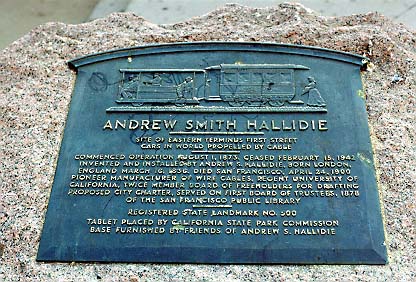 ANDREW SMITH HALLIDIE
SITE OF EASTERN TERMINUS FIRST STREET
CARS IN WORLD PROPELLED BY CABLE
COMMENCED OPERATION AUGUST 1, 1873. CEASED FEBRUARY 15, 1942
INVENTED AND INSTALLED BY ANDREW S. HALLIDIE. BORN LONDON,
ENGLAND MARCH 16, 1836. DIED SAN FRANCISCO, APRIL 24, 1900
PIONEER MANUFACTURER OF WIRE CABLES, REGENT UNIVERSITY OF
CALIFORNIA, TWICE MEMBER BOARD OF FREEHOLDERS FOR DRAFTING
PROPOSED CITY CHARTER, SERVED ON FIRST BOARD OF TRUSTEES, 1878
OF THE SAN FRANCISCO PUBLIC LIBRARY
REGISTERED STATE LANDMARK NO. 500
TABLET PLACED BY CALIFORNIA STATE PARK COMMISSION
BASE FURNISHED BY FRIENDS OF ANDREW S. HALLIDIE